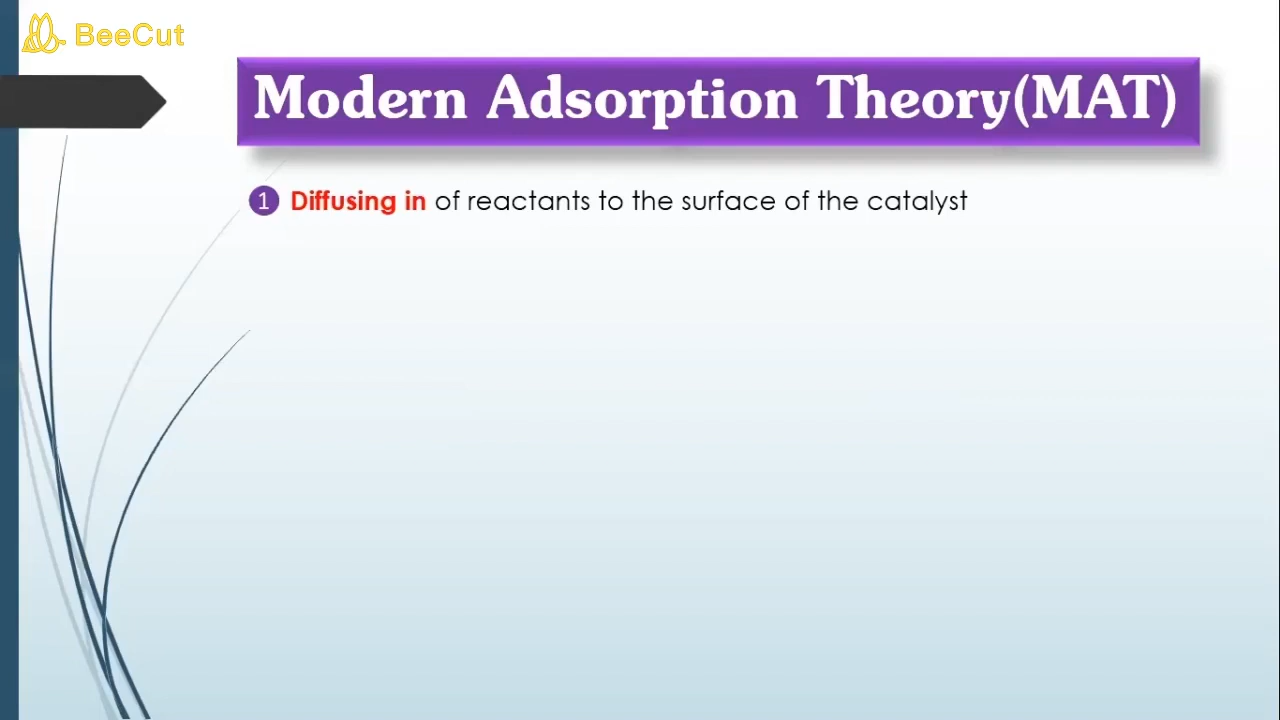 BeeCut
Modern Adsorption Theory(MAT)
1 Diffusing in of reactants to the surface of the catalyst